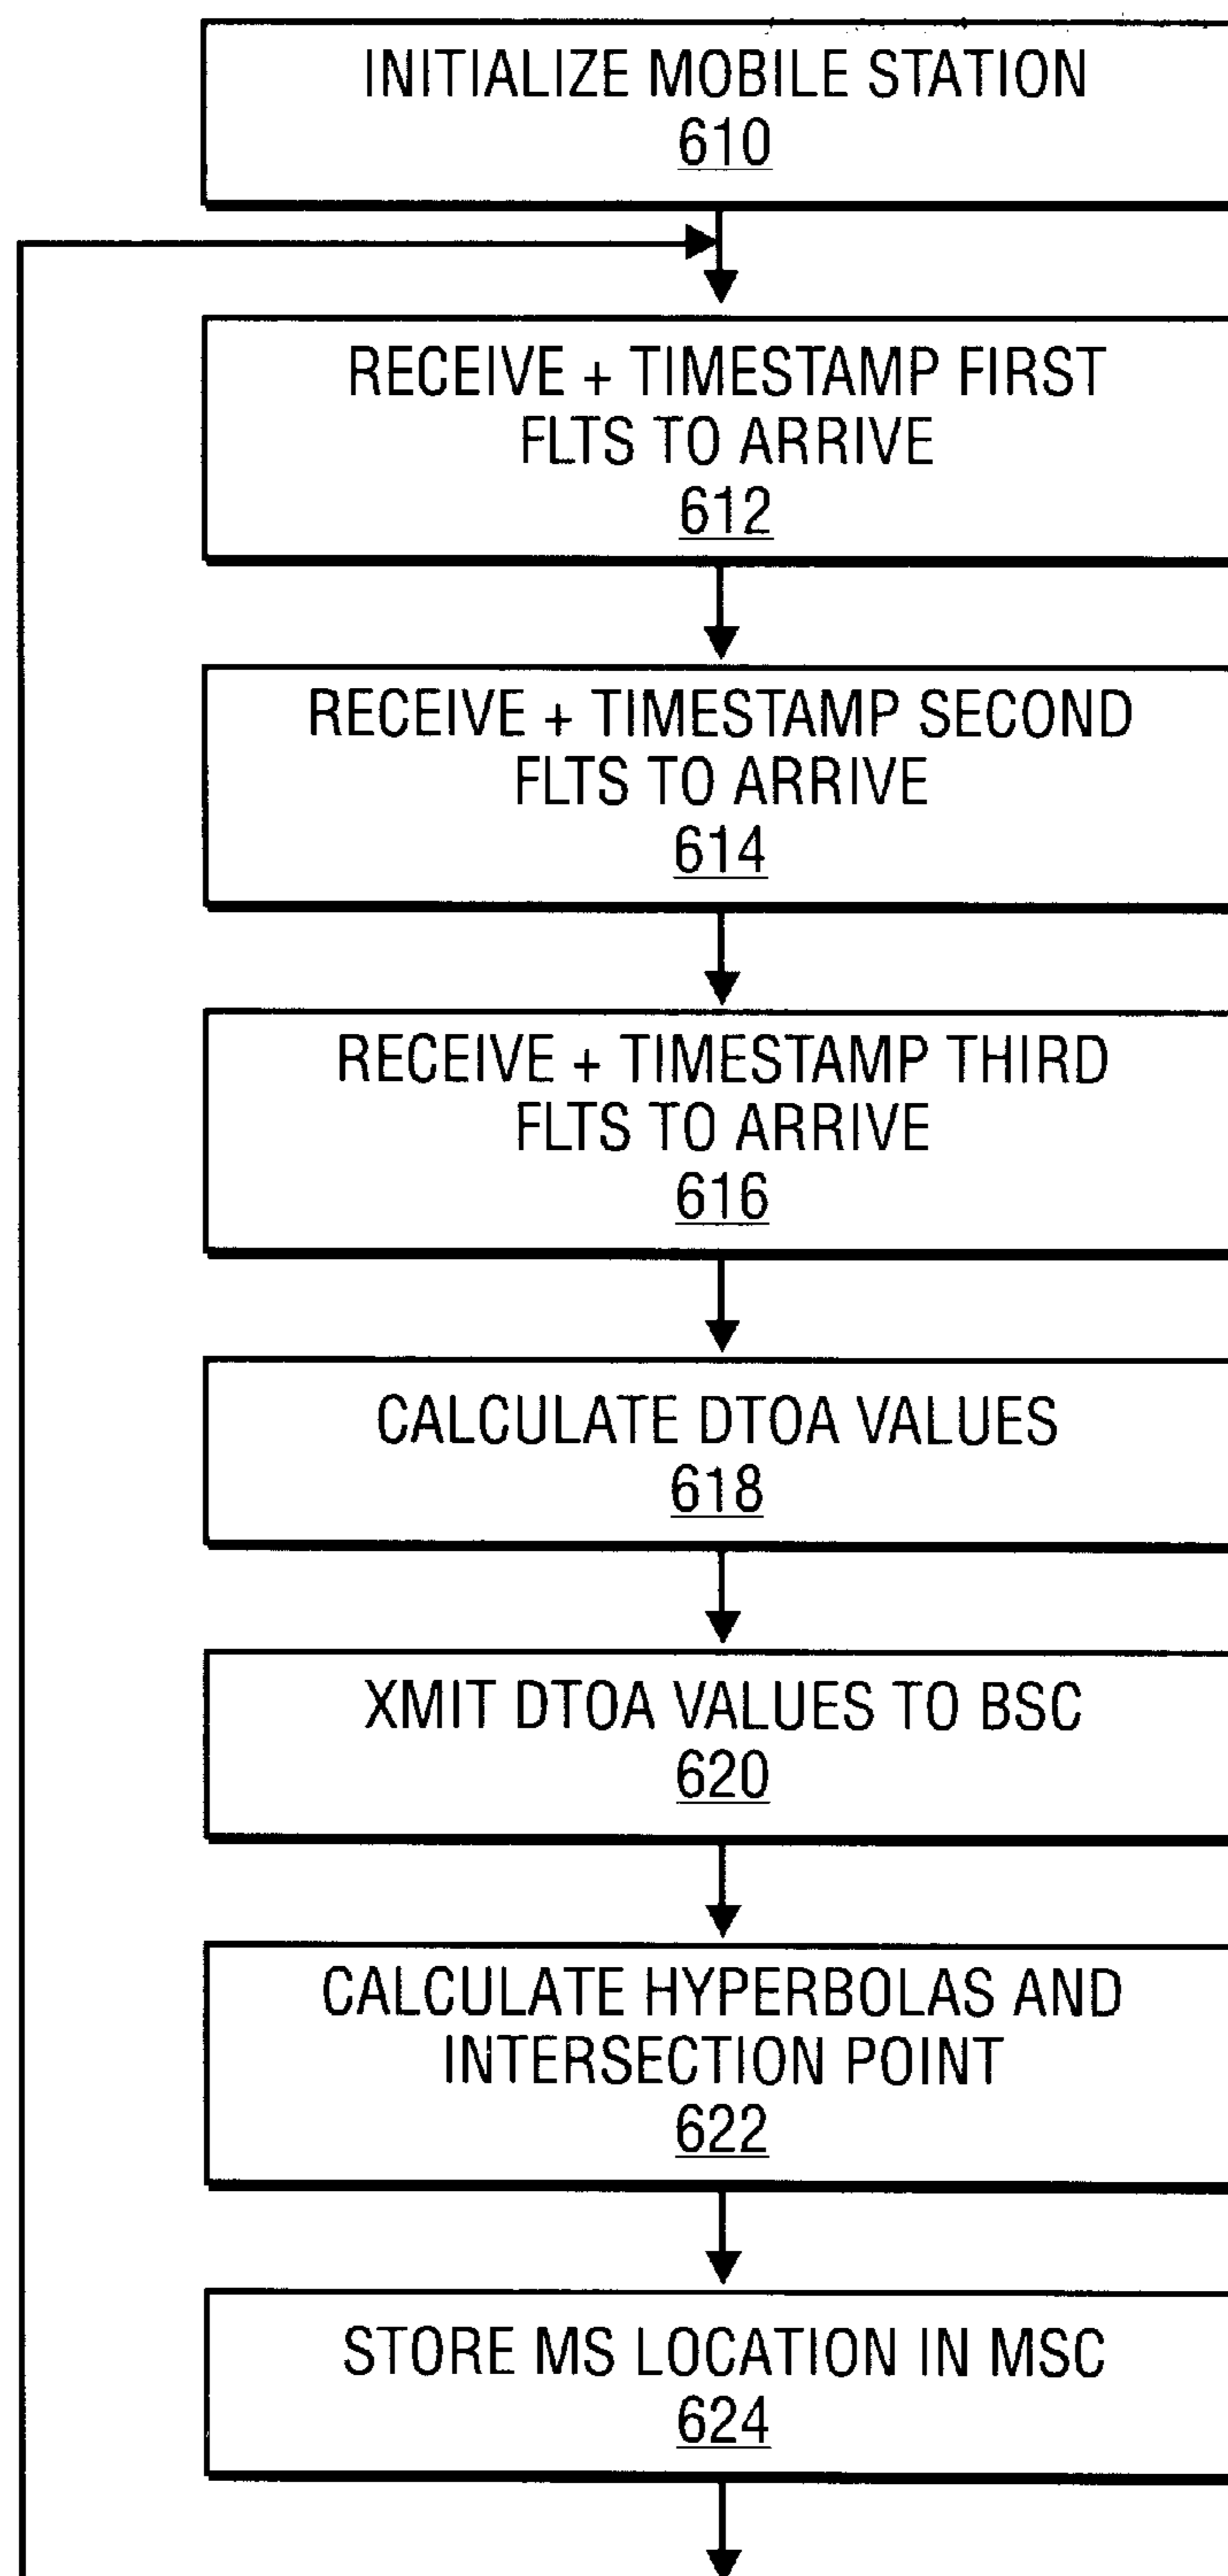 INITIALIZE MOBILE STATION
610
RECEIVE + TIMESTAMP FIRST
FLTS TO ARRIVE
612
RECEIVE + TIMESTAMP SECOND
FLTS TO ARRIVE
614
RECEIVE + TIMESTAMP THIRD
FLTS TO ARRIVE
616
CALCULATE DTOA VALUES
618
XMIT DTOA VALUES TO BSC
620
CALCULATE HYPERBOLAS AND
INTERSECTION POINT
622
STORE MS LOCATION IN MSC
624